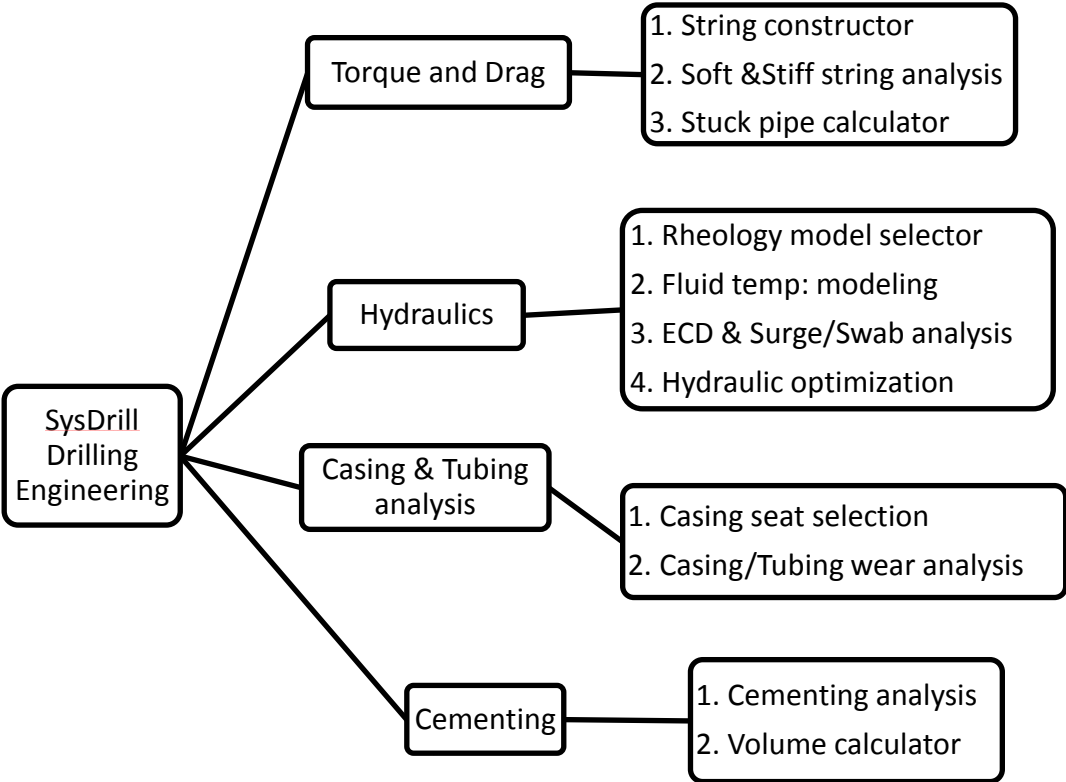 SysDrill
Drilling
Engineering
Torque and Drag
1. String constructor
2. Soft &Stiff string analysis
3. Stuck pipe calculator
Hydraulics
1. Rheology model selector
2. Fluid temp: modeling
3. ECD & Surge/Swab analysis
4. Hydraulic optimization
Casing & Tubing
analysis
1. Casing seat selection
2. Casing/Tubing wear analysis
Cementing
1. Cementing analysis
2. Volume calculator